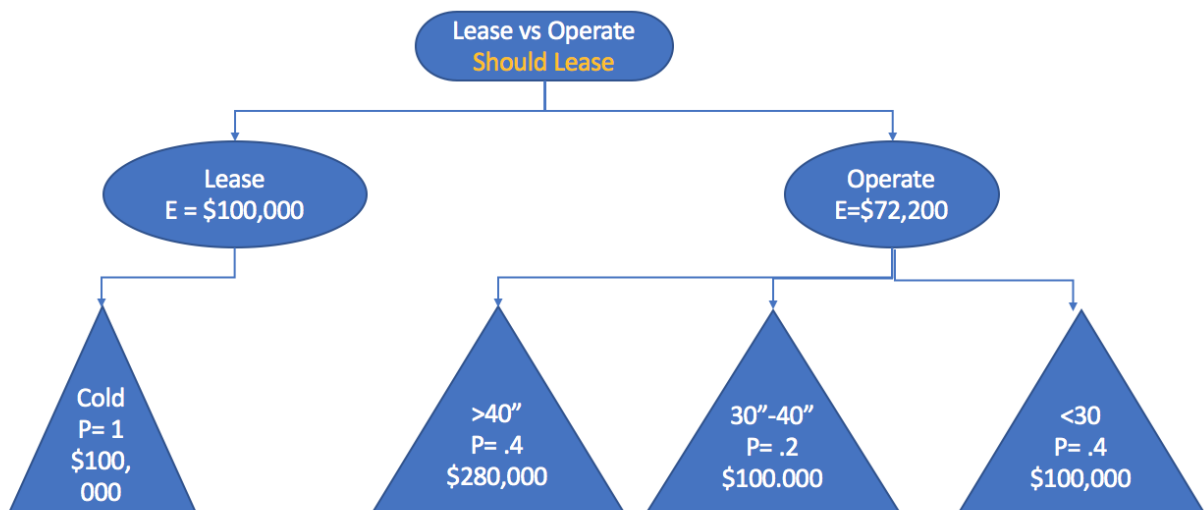 Lease vs Operate
Should Lease
Lease
E = $100,000
Operate
E=$72,200
Cold
P= 1
$100,
000
>40”
P= .4
$280,000
30”-40”
P= .2
$100.000
<30
P= .4
$100,000